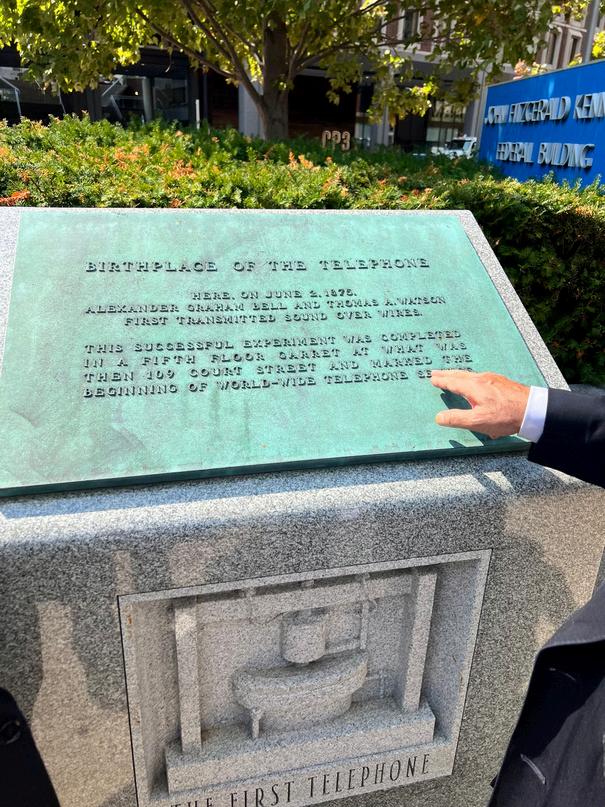 CP3
JOHN FITZGERALD KENN
FEDERAL BUILDING
BIRTHPLACE OF THE TELEPHONE
HERE, ON JUNE 2, 1875,
ALEXANDER GRAHAM BELL AND THOMAS A. WATSON
FIRST TRANSMITTED SOUND OVER WIRES.
THIS SUCCESSFUL EXPERIMENT WAS COMPLETED
IN A FIFTH FLOOR GARRET AT WHAT WAS
THEN 109 COURT STREET AND MARKED THE
BEGINNING OF WORLD-WIDE TELEPHONE
THE FIRST TELEPHONE